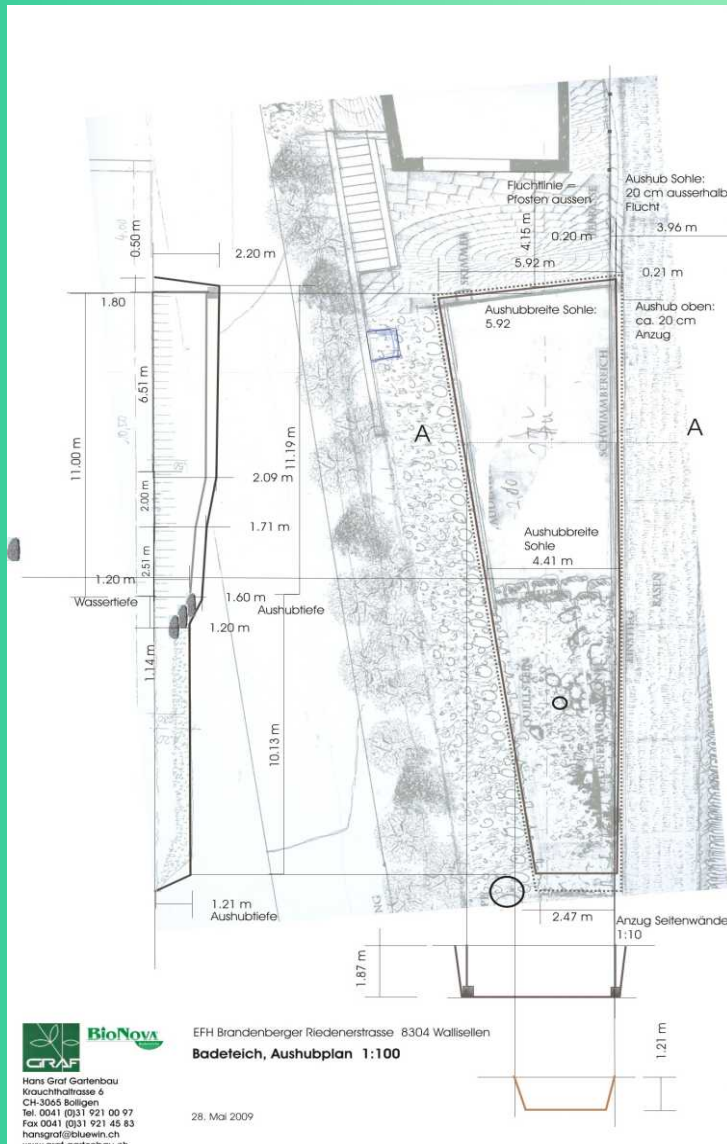 Fluchtlinie =
Pfosten aussen
Aushub Sohle:
20 cm ausserhalb
Flucht
0.50 m
2.20 m
4.15 m
0.20 m
3.96 m
5.92 m
0.21 m
1.80
Aushubbreite Sohle:
5.92
Aushub oben:
ca. 20 cm
Anzug
6.51 m
11.00 m
11.19 m
SCHWIMMBEREICH
A
A
2.09 m
2.00 m
1.71 m
Aushubbreite
Sohle
4.41 m
2.51 m
1.20 m
Wassertiefe
1.60 m
Aushubtiefe
1.20 m
RASEN
1.14 m
QUELLSTEIN
10.13 m
1.21 m
Aushubtiefe
NG
2.47 m
Anzug Seitenwände
1:10
1.87 m
1.21 m
GRAF
BioNova
EFH Brandenberger Riedenerstrasse 8304 Wallisellen
Badeteich, Aushubplan 1:100
Hans Graf Gartenbau
Krauchthalstrasse 6
CH-3065 Bolligen
Tel. 0041 (0)31 921 00 97
Fax 0041 (0)31 921 45 83
hansgraf@bluewin.ch
www.graf-gartenbau.ch
28. Mai 2009